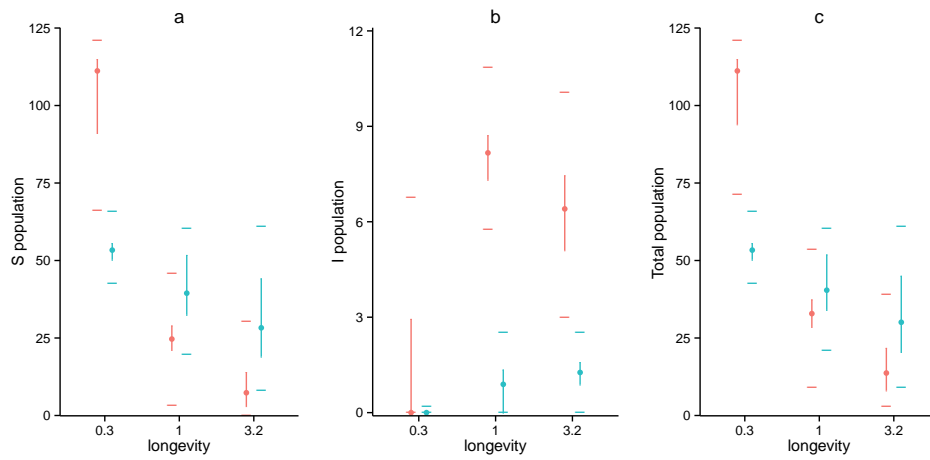 a
S population
125
100
75
50
25
0
0.3 1 3.2
longevity
b
I population
12
9
6
3
0
0.3 1 3.2
longevity
c
Total population
125
100
75
50
25
0
0.3 1 3.2
longevity